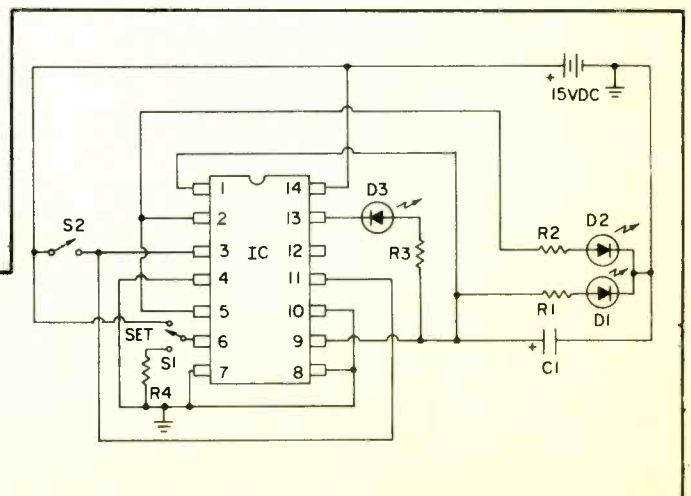 + 15VDC
1 14
D3
2 13
S2
R2 D2
3 IC 12
R3
4 11
R1 D1
5 10
SET 6 9
+ C1
S1
7 8
R4